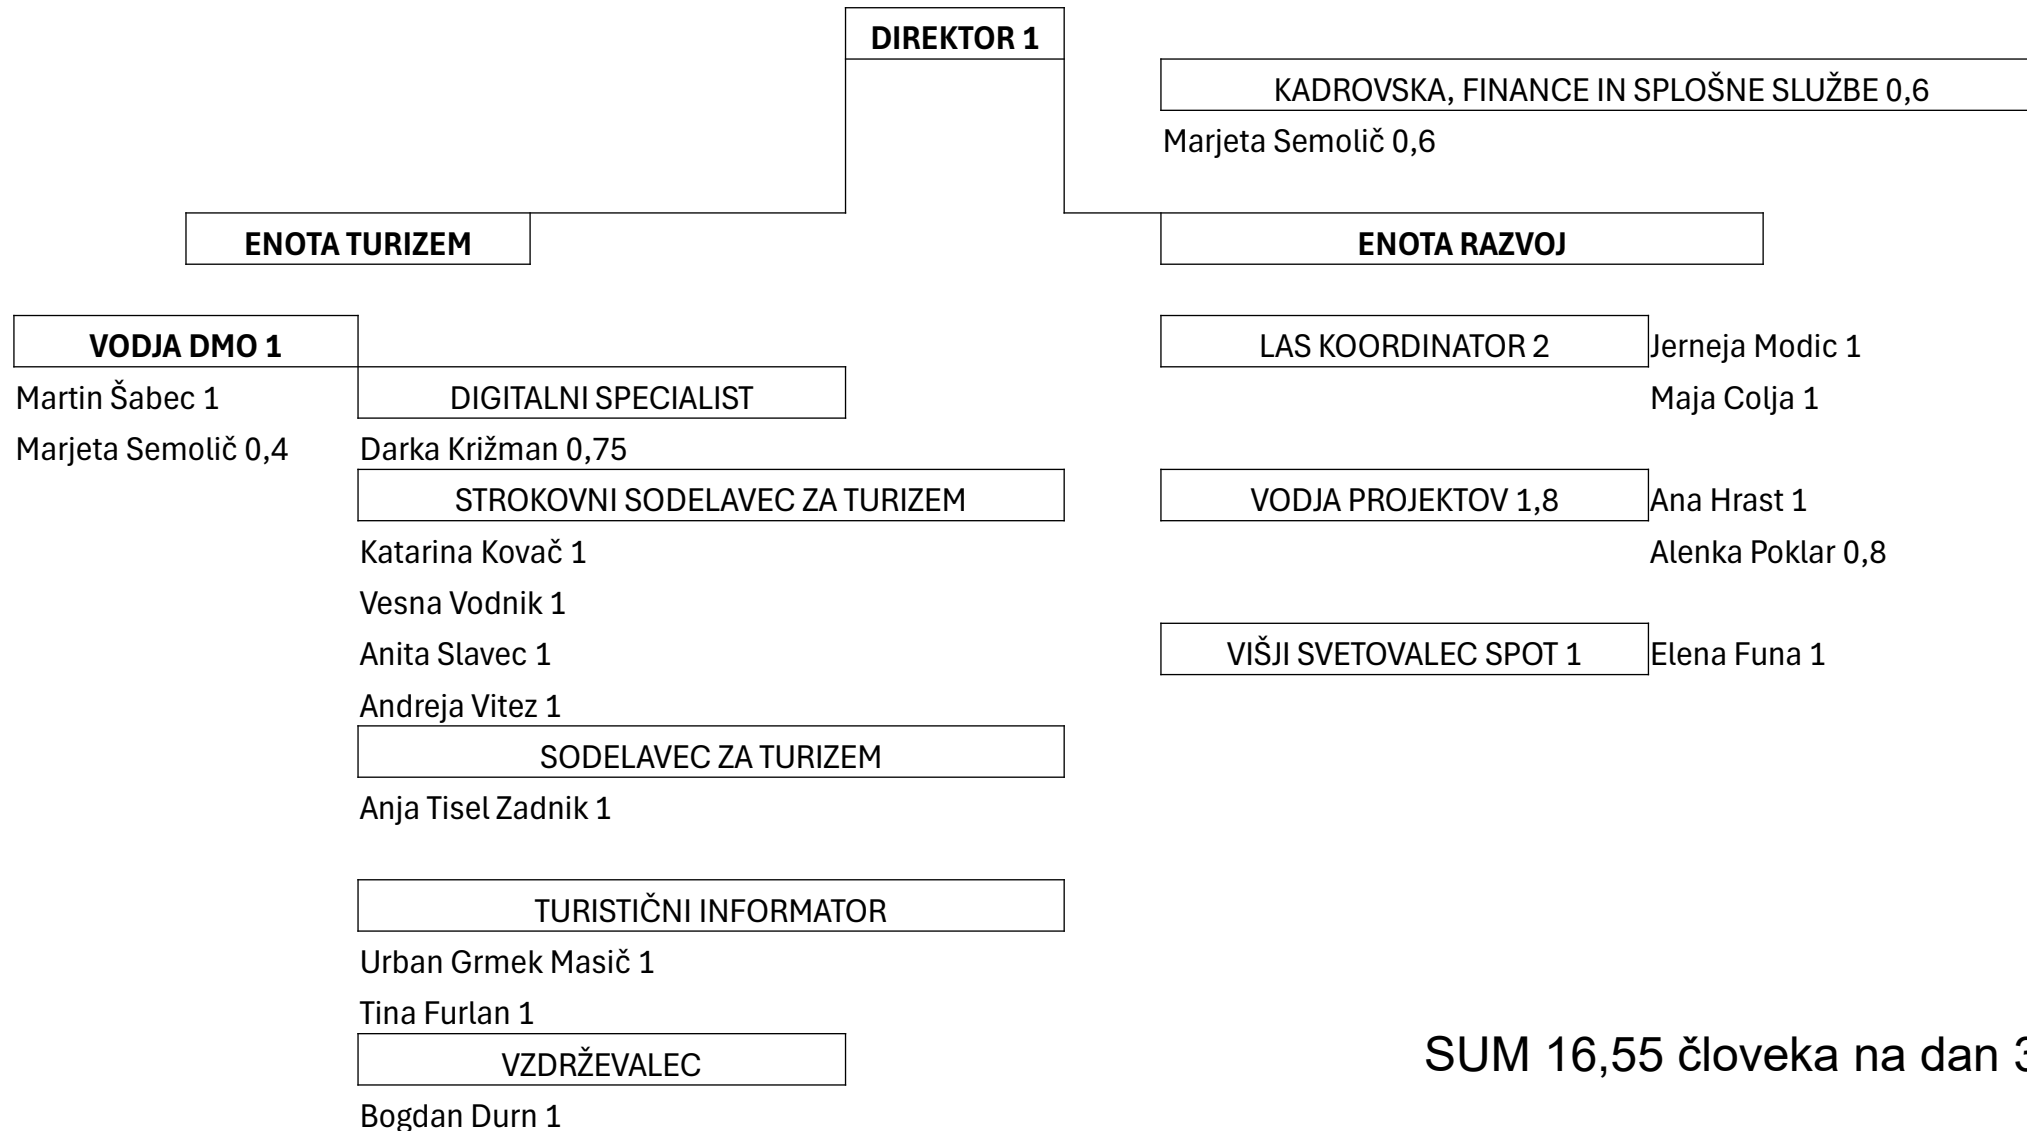 DIREKTOR 1
KADROVSKA, FINANCE IN SPLOŠNE SLUŽBE 0,6
Marjeta Semolič 0,6
ENOTA TURIZEM
ENOTA RAZVOJ
VODJA DMO 1
Martin Šabec 1
Marjeta Semolič 0,4
DIGITALNI SPECIALIST
Darka Križman 0,75
STROKOVNI SODELAVEC ZA TURIZEM
Katarina Kovač 1
Vesna Vodnik 1
Anita Slavec 1
Andreja Vitez 1
SODELAVEC ZA TURIZEM
Anja Tisel Zadnik 1
TURISTIČNI INFORMATOR
Urban Grmek Masič 1
Tina Furlan 1
VZDRŽEVALEC
Bogdan Durn 1
LAS KOORDINATOR 2
Jerneja Modic 1
Maja Colja 1
VODJA PROJEKTOV 1,8
Ana Hrast 1
Alenka Poklar 0,8
VIŠJI SVETOVALEC SPOT 1
Elena Funa 1
SUM 16,55 človeka na dan